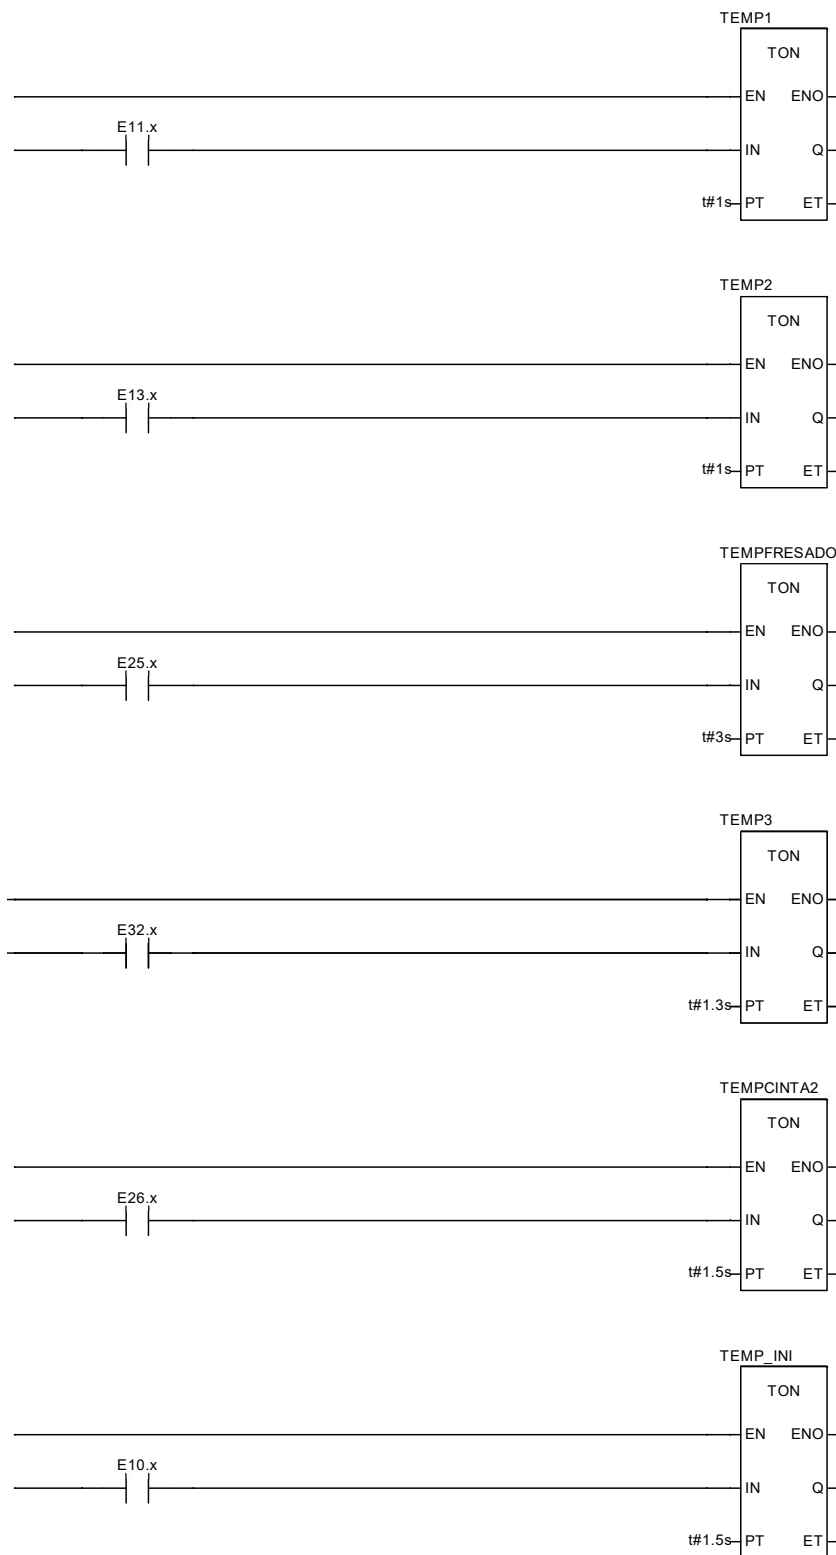 TEMP1
TON
EN ENO
E11.x
IN Q
t#1s PT ET
TEMP2
TON
EN ENO
E13.x
IN Q
t#1s PT ET
TEMPFRESADO
TON
EN ENO
E25.x
IN Q
t#3s PT ET
TEMP3
TON
EN ENO
E32.x
IN Q
t#1.3s PT ET
TEMPCINTA2
TON
EN ENO
E26.x
IN Q
t#1.5s PT ET
TEMP_INI
TON
EN ENO
E10.x
IN Q
t#1.5s PT ET